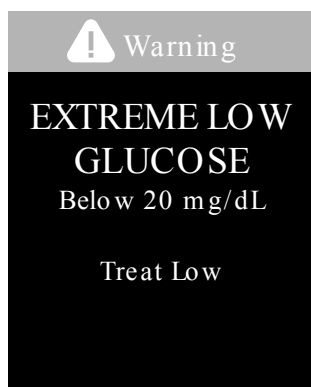 Warning
EXTREME LOW
GLUCOSE
Below 20 mg/dL
Treat Low